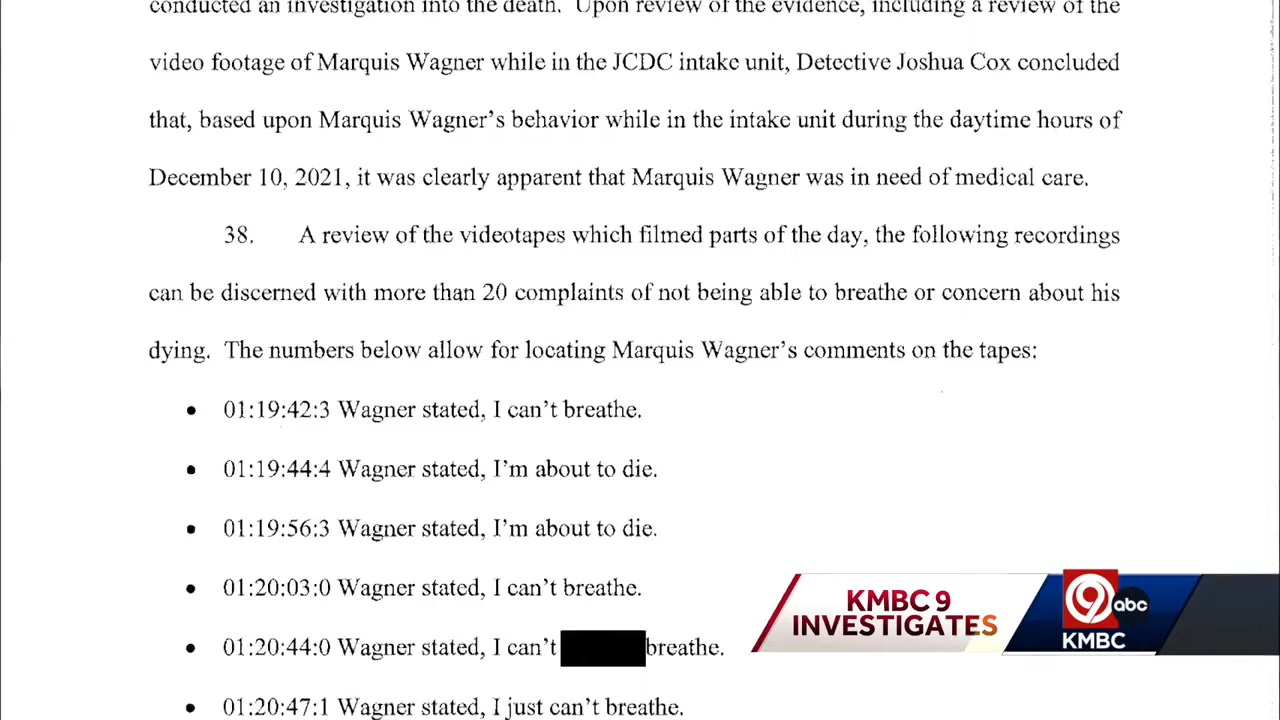 conducted an investigation into the death. Upon review of the evidence, including a review of the
video footage of Marquis Wagner while in the JCDC intake unit, Detective Joshua Cox concluded
that, based upon Marquis Wagner's behavior while in the intake unit during the daytime hours of
December 10, 2021, it was clearly apparent that Marquis Wagner was in need of medical care.
38. A review of the videotapes which filmed parts of the day, the following recordings
can be discerned with more than 20 complaints of not being able to breathe or concern about his
dying. The numbers below allow for locating Marquis Wagner's comments on the tapes:
• 01:19:42:3 Wagner stated, I can't breathe.
• 01:19:44:4 Wagner stated, I'm about to die.
• 01:19:56:3 Wagner stated, I'm about to die.
• 01:20:03:0 Wagner stated, I can't breathe.
• 01:20:44:0 Wagner stated, I can't breathe.
• 01:20:47:1 Wagner stated, I just can't breathe.
KMBC 9
INVESTIGATES
9 abc
KMBC